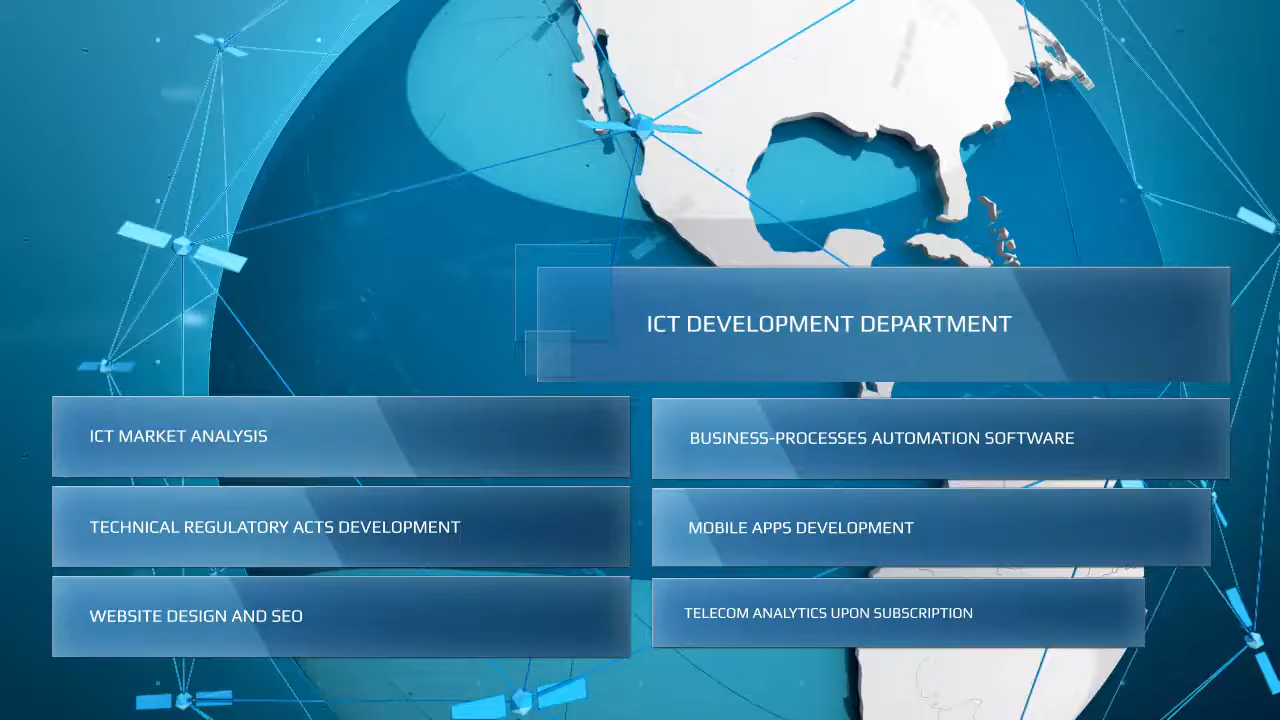 ICT DEVELOPMENT DEPARTMENT
ICT MARKET ANALYSIS
TECHNICAL REGULATORY ACTS DEVELOPMENT
WEBSITE DESIGN AND SEO
BUSINESS-PROCESSES AUTOMATION SOFTWARE
MOBILE APPS DEVELOPMENT
TELECOM ANALYTICS UPON SUBSCRIPTION